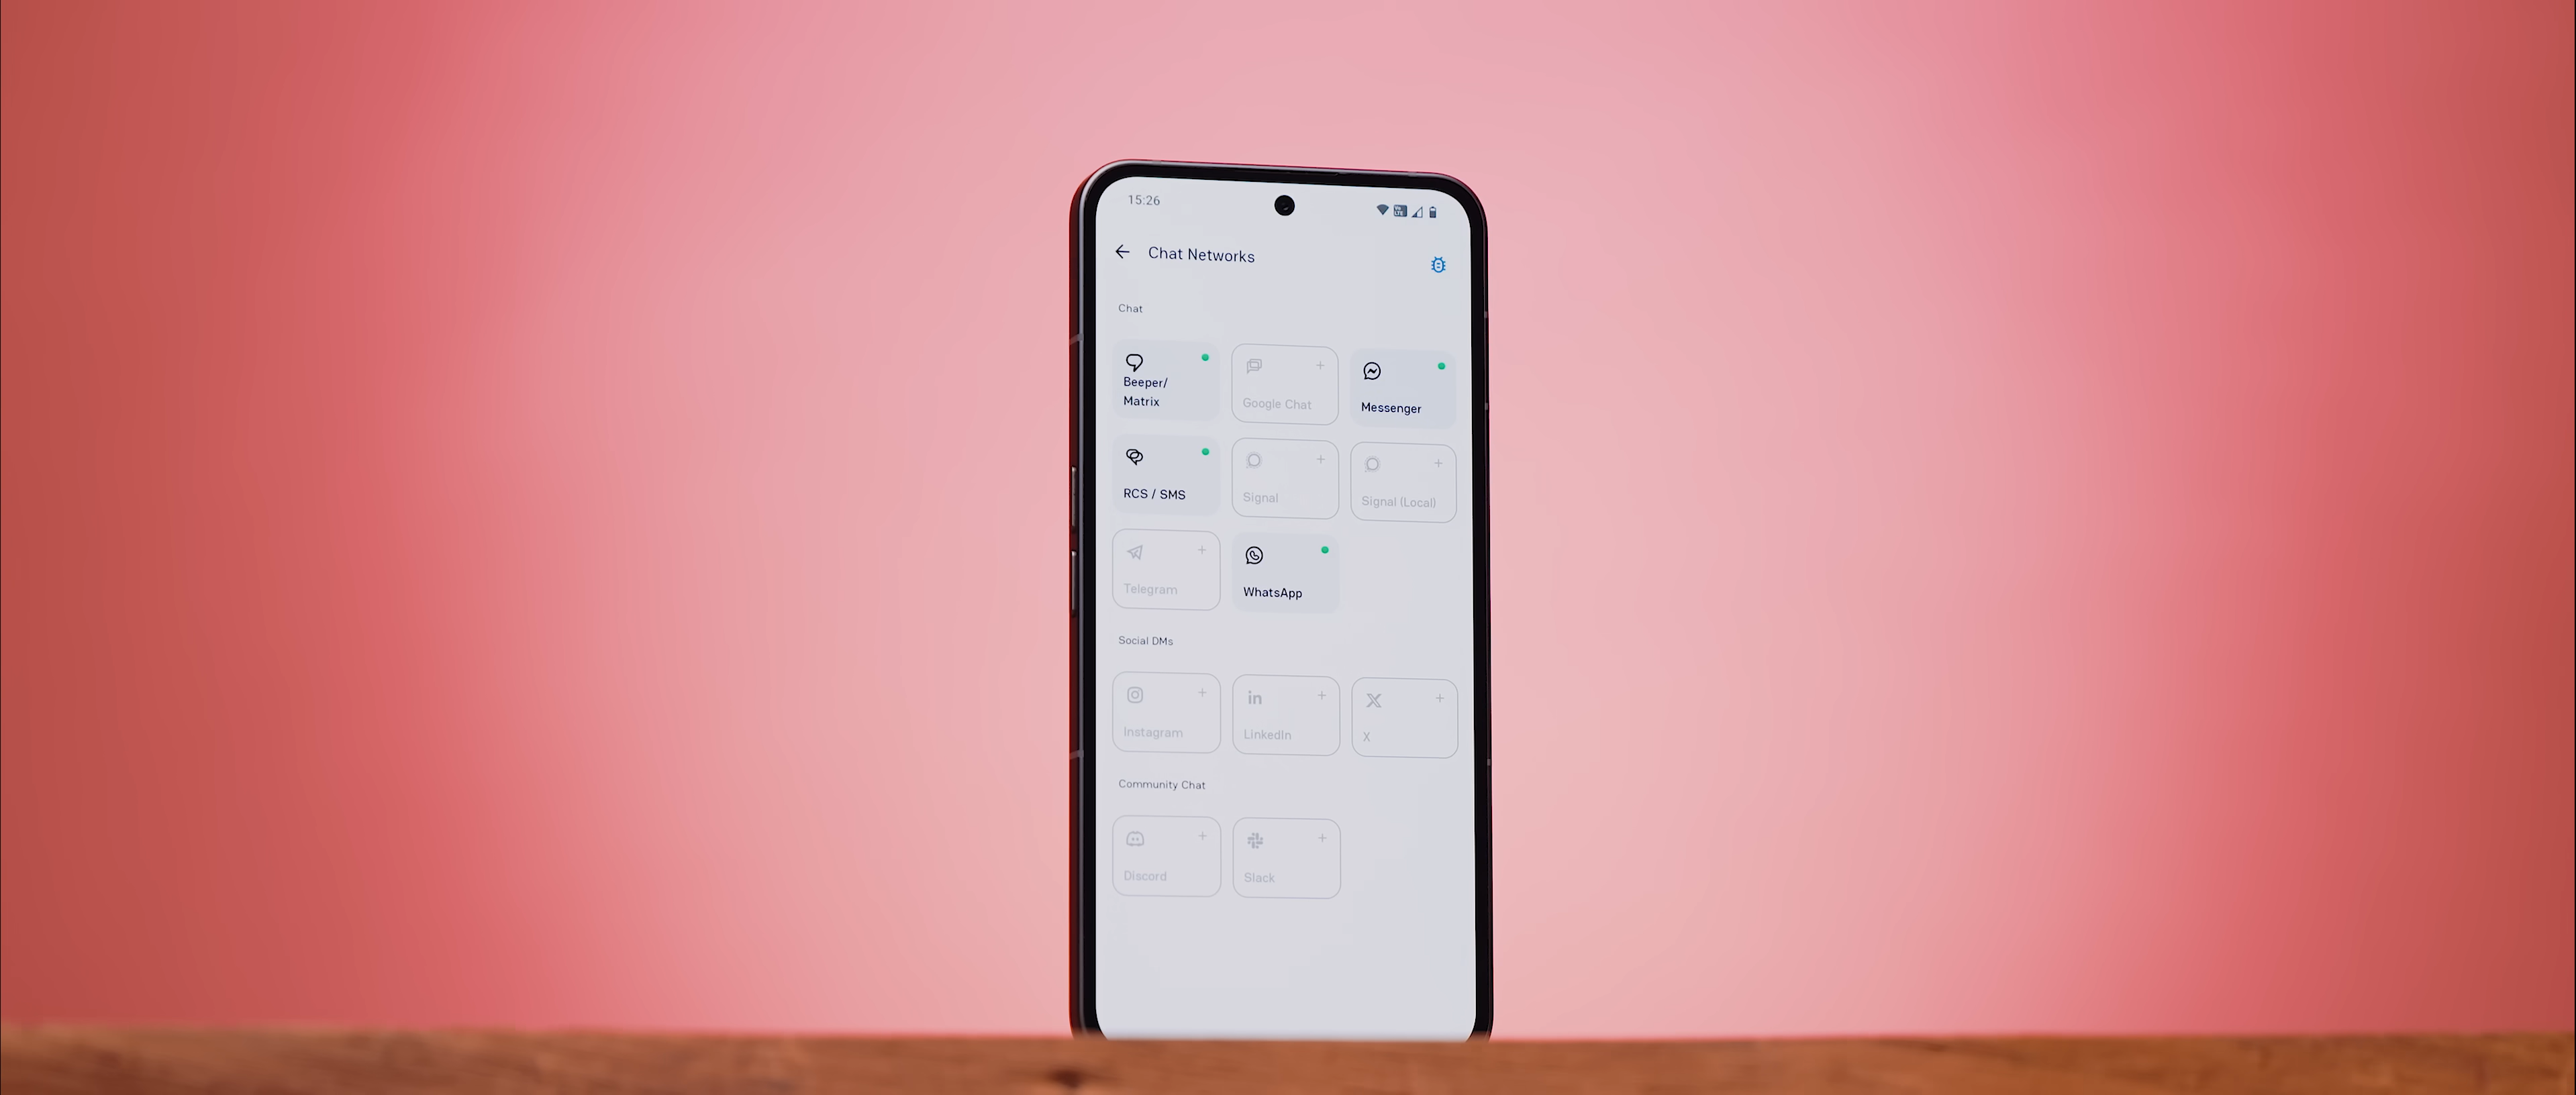 15:26
Chat Networks
Chat
Beeper/
Matrix
Google Chat
Messenger
RCS / SMS
Signal
Signal (Local)
Telegram
WhatsApp
Social DMs
Instagram
LinkedIn
X
Community Chat
Discord
Slack